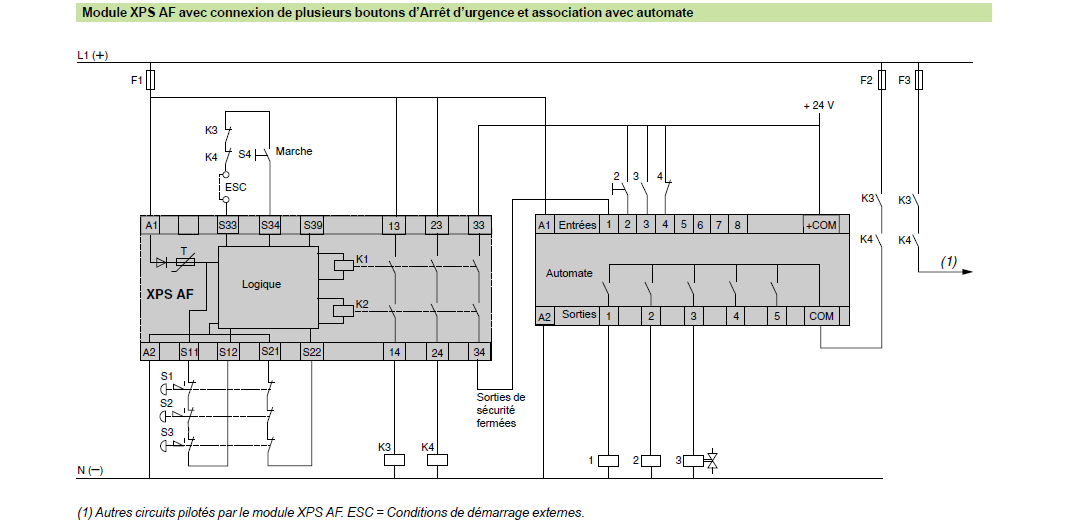 Module XPS AF avec connexion de plusieurs boutons d'Arrêt d'urgence et association avec automate
L1 (+)
F1 F2 F3
+ 24 V
K3
K4 S4 Marche
ESC
2 3 4
K3 K3
K4 K4
(1)
A1 S33 S34 S39 13 23 33
A1 Entrées 1 2 3 4 5 6 7 8 +COM
T
K1
Logique
XPS AF
K2
Automate
A2 Sorties 1 2 3 4 5 COM
A2 S11 S12 S21 S22 14 24 34
S1
S2
S3
Sorties de
sécurité
fermées
K3 K4
1 2 3
N (–)
(1) Autres circuits pilotés par le module XPS AF. ESC = Conditions de démarrage externes.